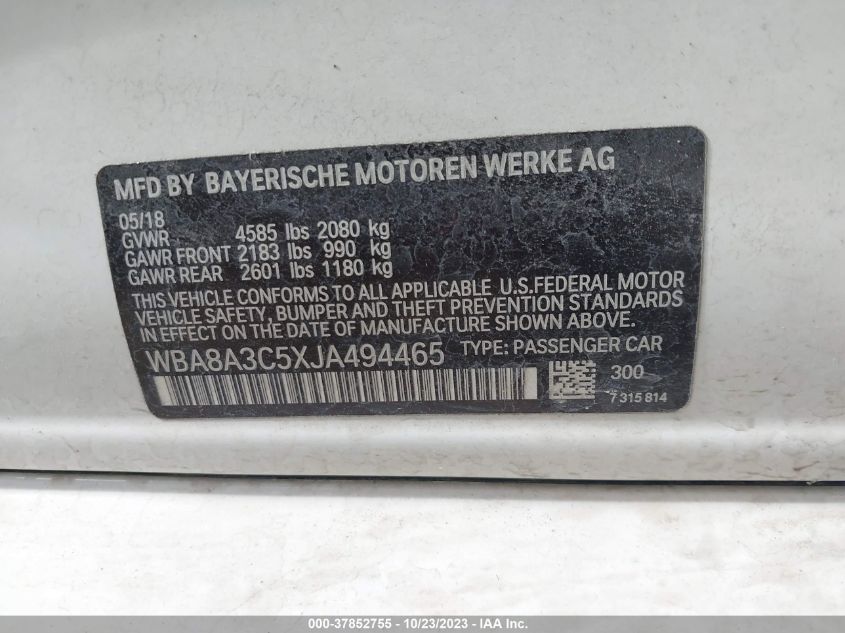 MFD BY BAYERISCHE MOTOREN WERKE AG
05/18
GVWR 4585 lbs 2080 kg
GAWR FRONT 2183 lbs 990 kg
GAWR REAR 2601 lbs 1180 kg
THIS VEHICLE CONFORMS TO ALL APPLICABLE U.S.FEDERAL MOTOR
VEHICLE SAFETY, BUMPER AND THEFT PREVENTION STANDARDS
IN EFFECT ON THE DATE OF MANUFACTURE SHOWN ABOVE.
WBA8A3C5XJA494465 TYPE: PASSENGER CAR
300
7 315 814
000-37852755 - 10/23/2023 - IAA Inc.